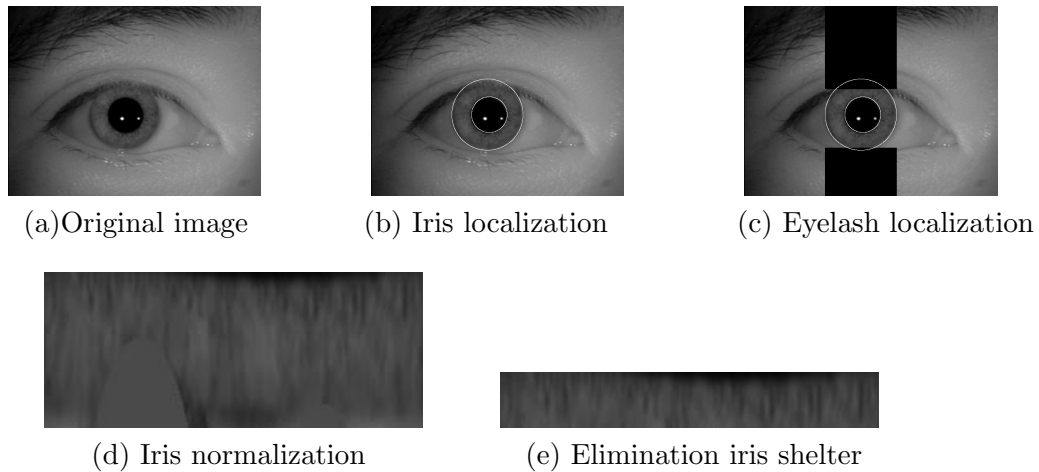 (a)Original image
(b) Iris localization
(c) Eyelash localization
(d) Iris normalization
(e) Elimination iris shelter